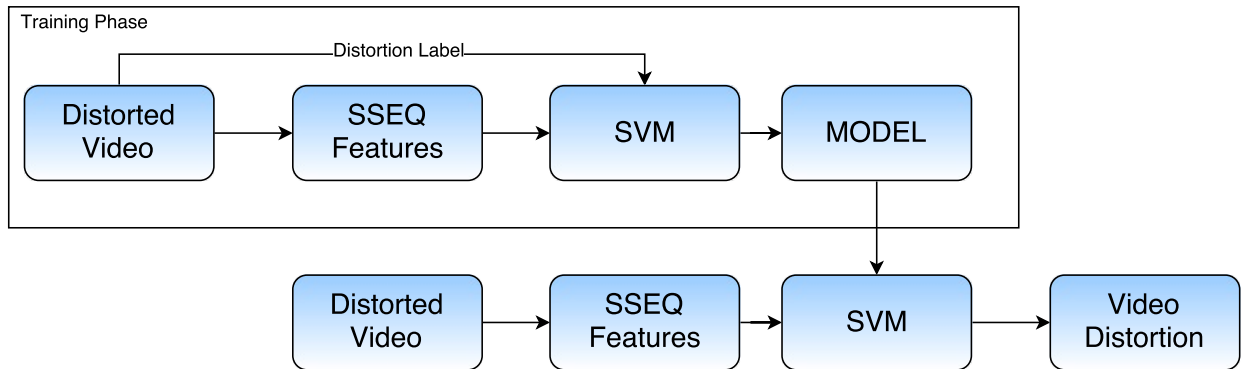 Training Phase
Distortion Label
Distorted
Video
SSEQ
Features
SVM
MODEL
Distorted
Video
SSEQ
Features
SVM
Video
Distortion